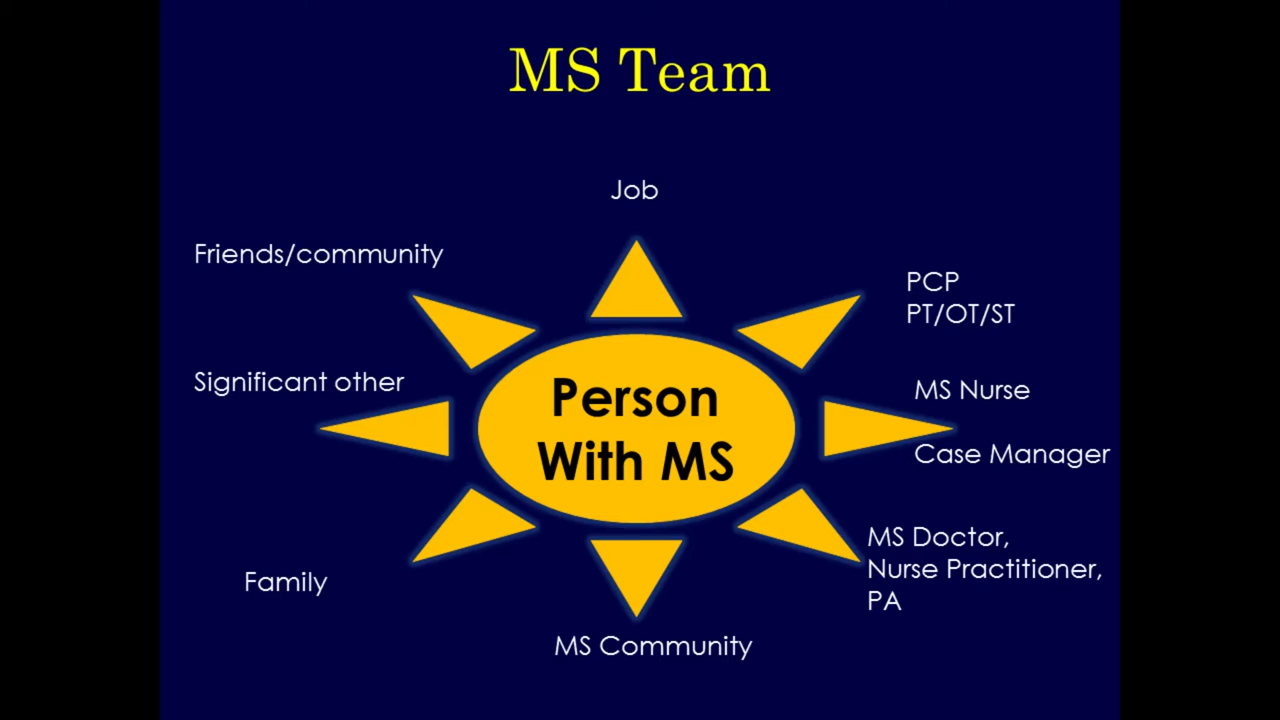 MS Team
Job
Friends/community
PCP
PT/OT/ST
Significant other
MS Nurse
Person
With MS
Case Manager
MS Doctor,
Nurse Practitioner,
PA
Family
MS Community